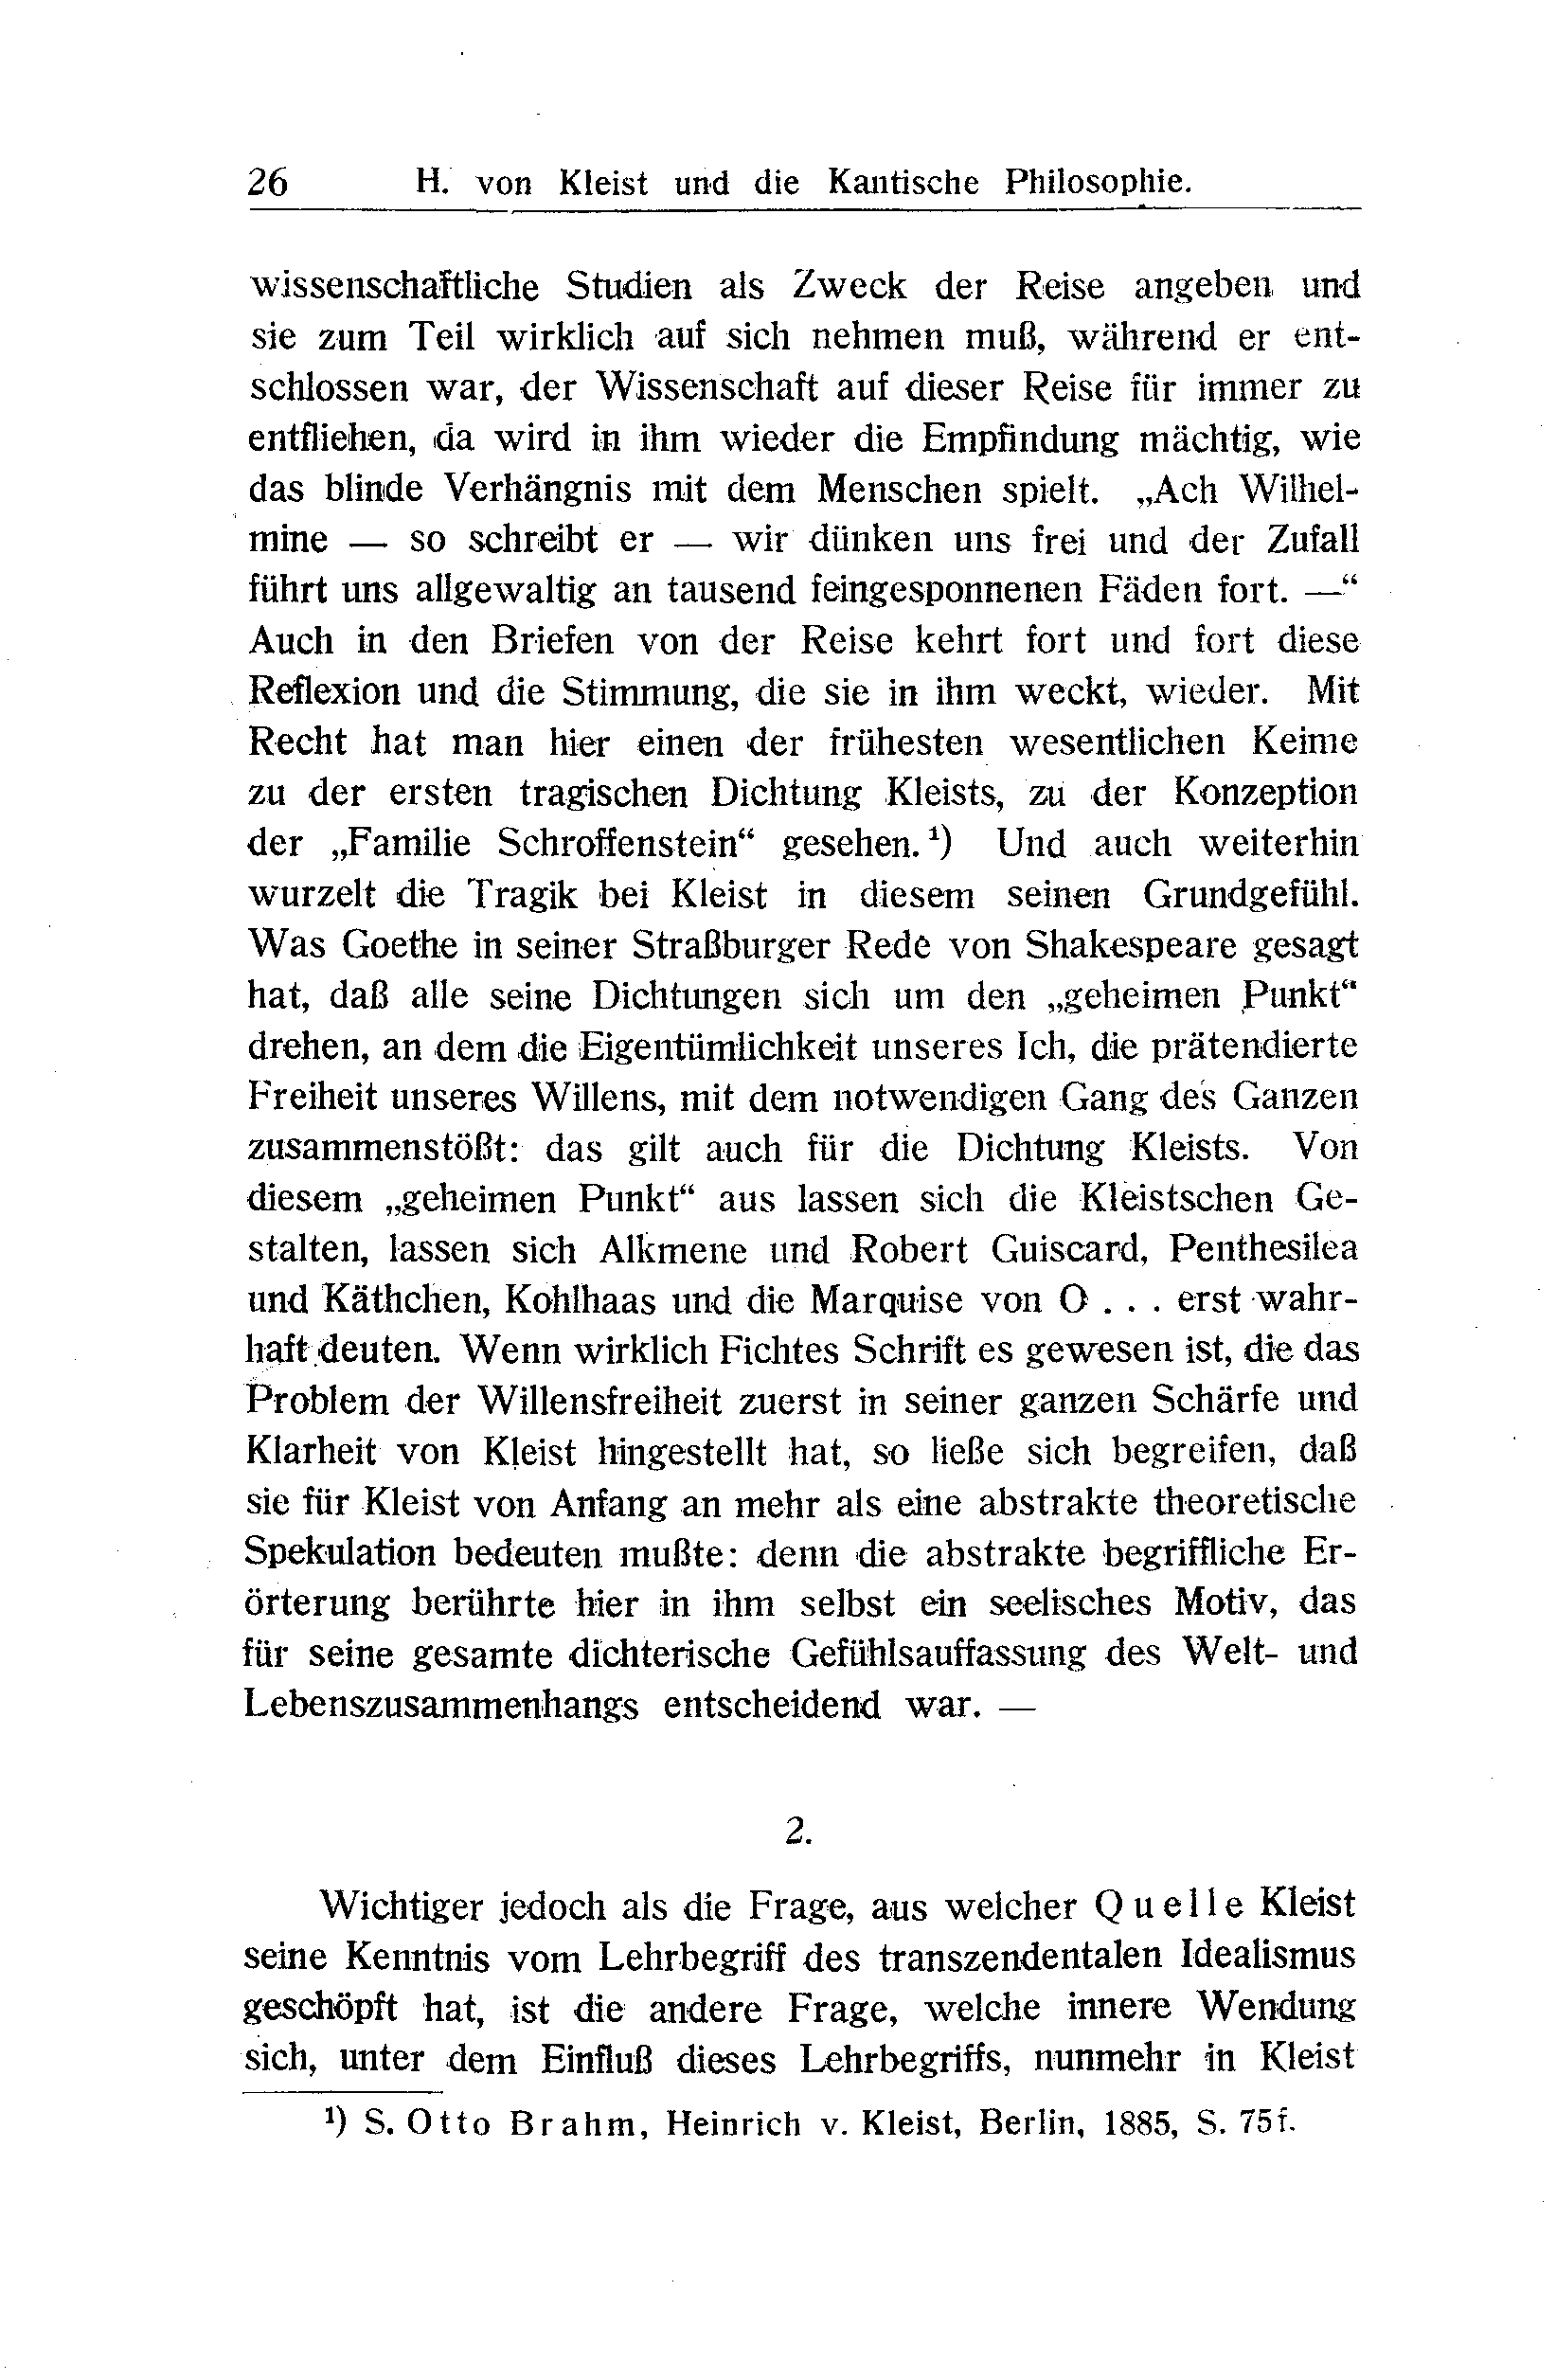 26 H. von Kleist und die Kantische Philosophie.
wissenschaftliche Studien als Zweck der Reise angeben und
sie zum Teil wirklich auf sich nehmen muß, während er ent-
schlossen war, der Wissenschaft auf dieser Reise für immer zu
entfliehen, da wird in ihm wieder die Empfindung mächtig, wie
das blinde Verhängnis mit dem Menschen spielt. „Ach Wilhel-
mine — so schreibt er — wir dünken uns frei und der Zufall
führt uns allgewaltig an tausend feingesponnenen Fäden fort. —“
Auch in den Briefen von der Reise kehrt fort und fort diese
Reflexion und die Stimmung, die sie in ihm weckt, wieder. Mit
Recht hat man hier einen der frühesten wesentlichen Keime
zu der ersten tragischen Dichtung Kleists, zu der Konzeption
der „Familie Schroffenstein“ gesehen.¹) Und auch weiterhin
wurzelt die Tragik bei Kleist in diesem seinen Grundgefühl.
Was Goethe in seiner Straßburger Rede von Shakespeare gesagt
hat, daß alle seine Dichtungen sich um den „geheimen Punkt“
drehen, an dem die Eigentümlichkeit unseres Ich, die prätendierte
Freiheit unseres Willens, mit dem notwendigen Gang des Ganzen
zusammenstößt: das gilt auch für die Dichtung Kleists. Von
diesem „geheimen Punkt“ aus lassen sich die Kleistschen Ge-
stalten, lassen sich Alkmene und Robert Guiscard, Penthesilea
und Käthchen, Kohlhaas und die Marquise von O . . . erst wahr-
haft deuten. Wenn wirklich Fichtes Schrift es gewesen ist, die das
Problem der Willensfreiheit zuerst in seiner ganzen Schärfe und
Klarheit von Kleist hingestellt hat, so ließe sich begreifen, daß
sie für Kleist von Anfang an mehr als eine abstrakte theoretische
Spekulation bedeuten mußte: denn die abstrakte begriffliche Er-
örterung berührte hier in ihm selbst ein seelisches Motiv, das
für seine gesamte dichterische Gefühlsauffassung des Welt- und
Lebenszusammenhangs entscheidend war. —
2.
Wichtiger jedoch als die Frage, aus welcher Quelle Kleist
seine Kenntnis vom Lehrbegriff des transzendentalen Idealismus
geschöpft hat, ist die andere Frage, welche innere Wendung
sich, unter dem Einfluß dieses Lehrbegriffs, nunmehr in Kleist
¹) S. Otto Brahm, Heinrich v. Kleist, Berlin, 1885, S. 75f.